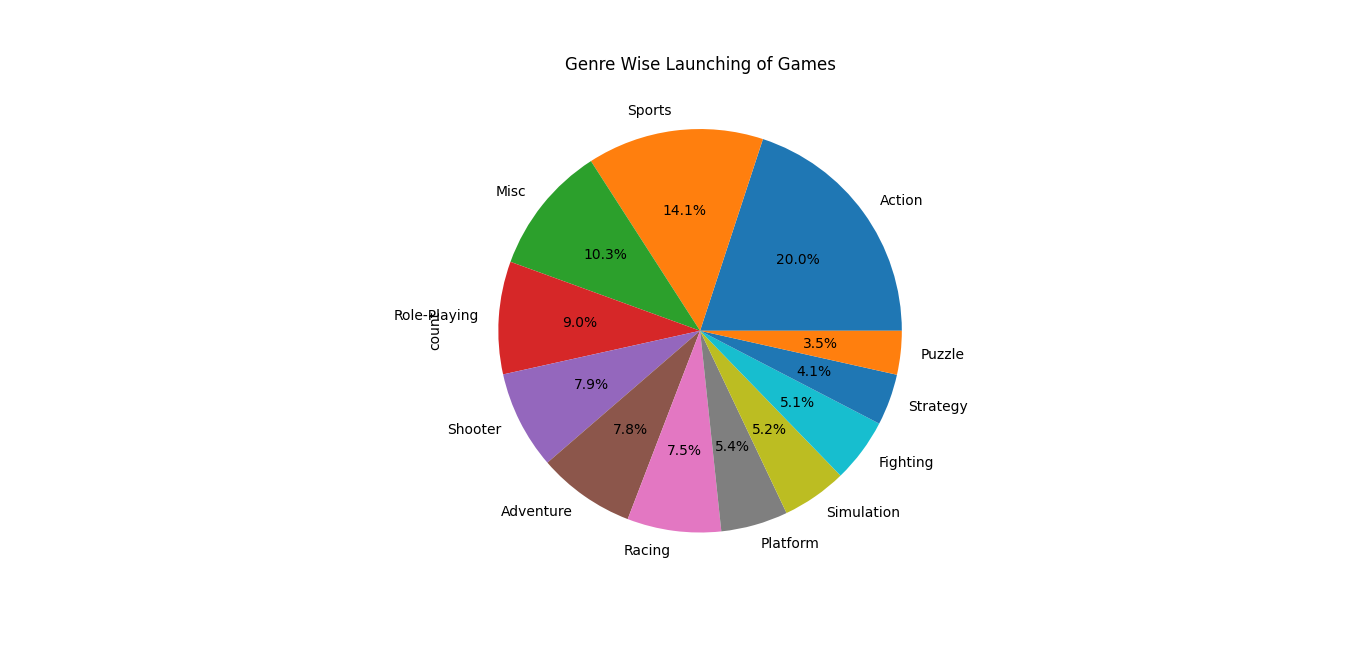 Genre Wise Launching of Games
Sports
Misc
Action
14.1%
10.3%
20.0%
Role-Playing
count
9.0%
3.5%
Puzzle
4.1%
7.9%
5.1%
Strategy
Shooter
7.8%
7.5%
5.4%
5.2%
Fighting
Adventure
Simulation
Racing
Platform